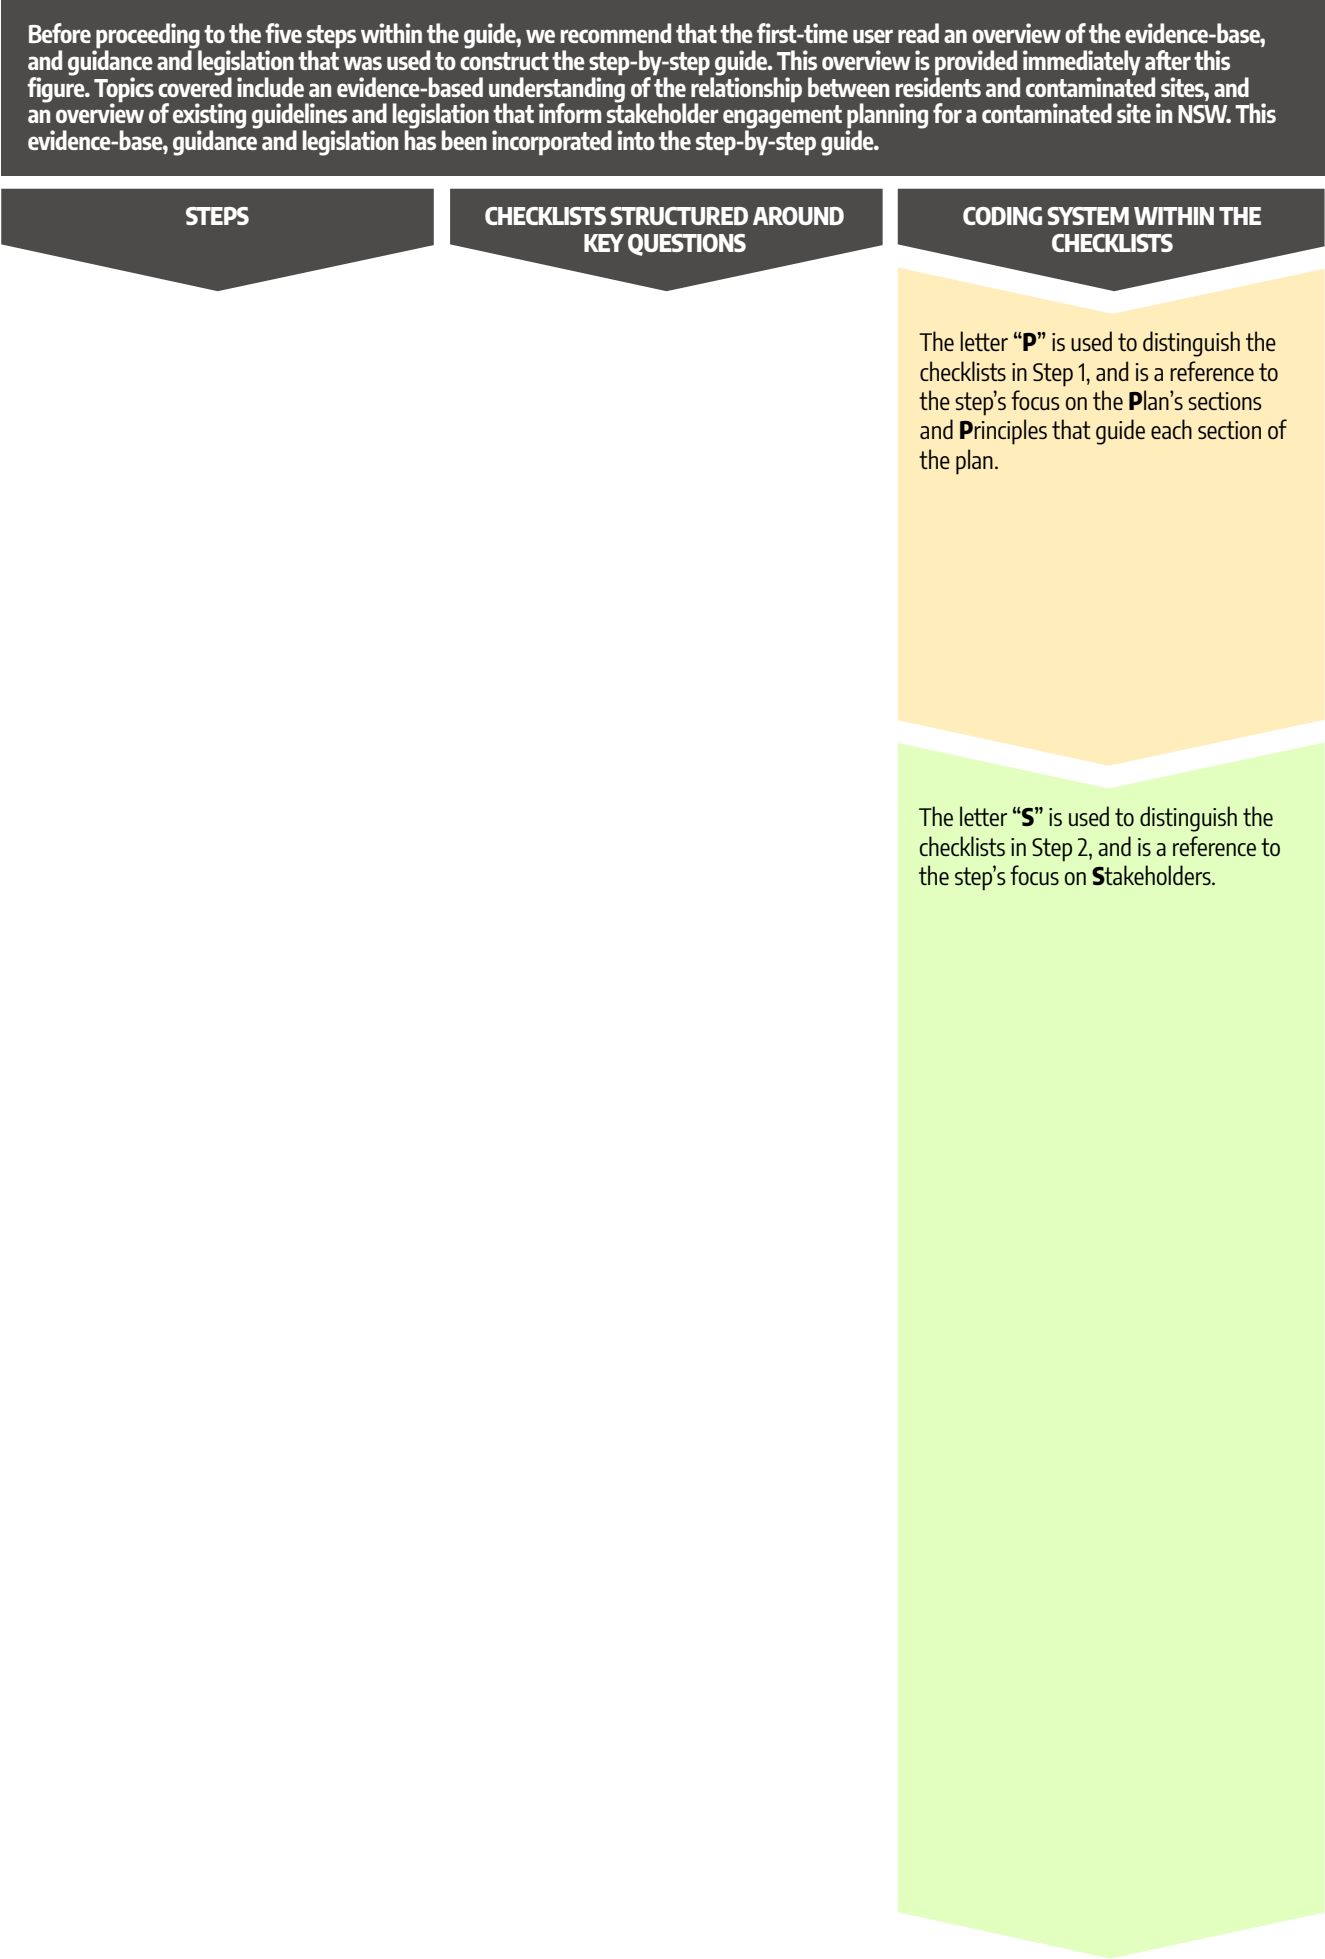 Before proceeding to the five steps within the guide, we recommend that the first-time user read an overview of the evidence-base,
and guidance and legislation that was used to construct the step-by-step guide. This overview is provided immediately after this
figure. Topics covered include an evidence-based understanding of the relationship between residents and contaminated sites, and
an overview of existing guidelines and legislation that inform stakeholder engagement planning for a contaminated site in NSW. This
evidence-base, guidance and legislation has been incorporated into the step-by-step guide.
STEPS
CHECKLISTS STRUCTURED AROUND
KEY QUESTIONS
CODING SYSTEM WITHIN THE
CHECKLISTS
The letter “P” is used to distinguish the
checklists in Step 1, and is a reference to
the step’s focus on the Plan’s sections
and Principles that guide each section of
the plan.
The letter “S” is used to distinguish the
checklists in Step 2, and is a reference to
the step’s focus on Stakeholders.